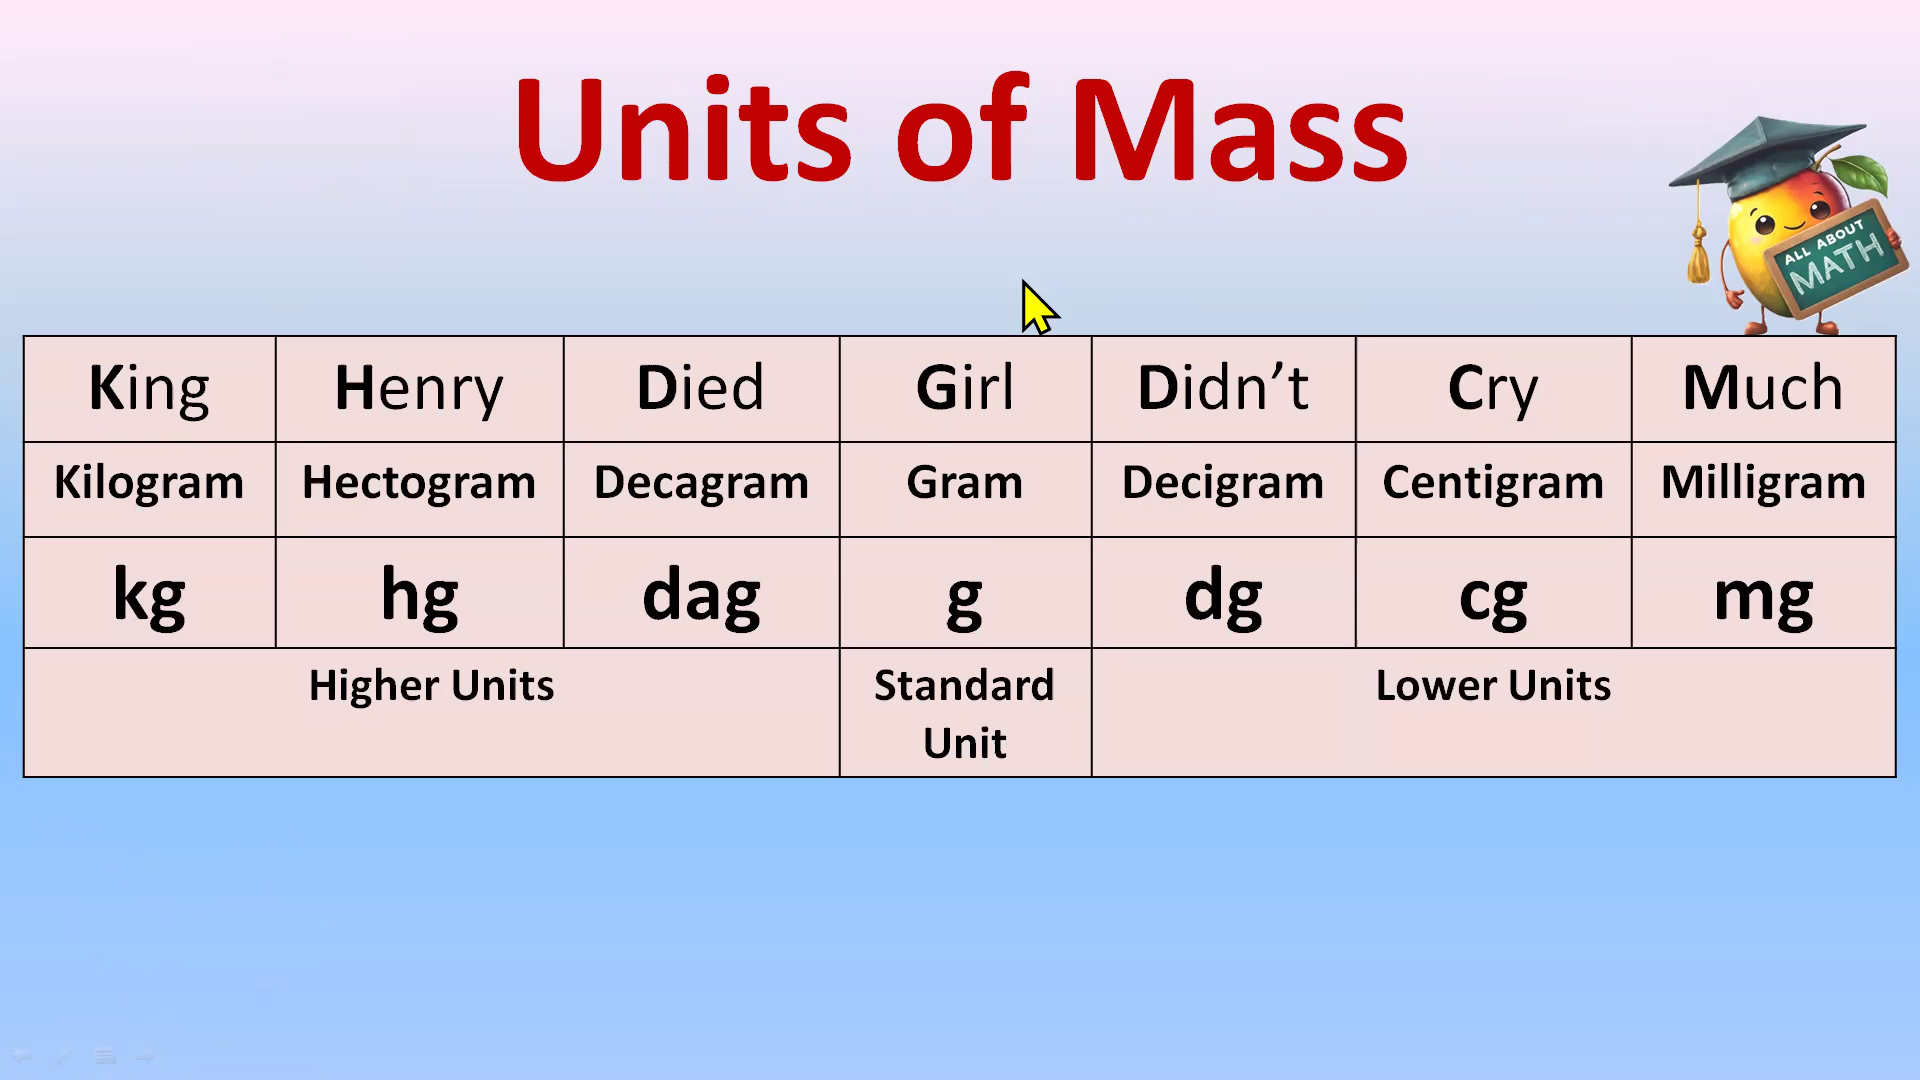 Units of Mass
ALL ABOUT
MATH
King Henry Died Girl Didn’t Cry Much
Kilogram Hectogram Decagram Gram Decigram Centigram Milligram
kg hg dag g dg cg mg
Higher Units Standard Unit Lower Units